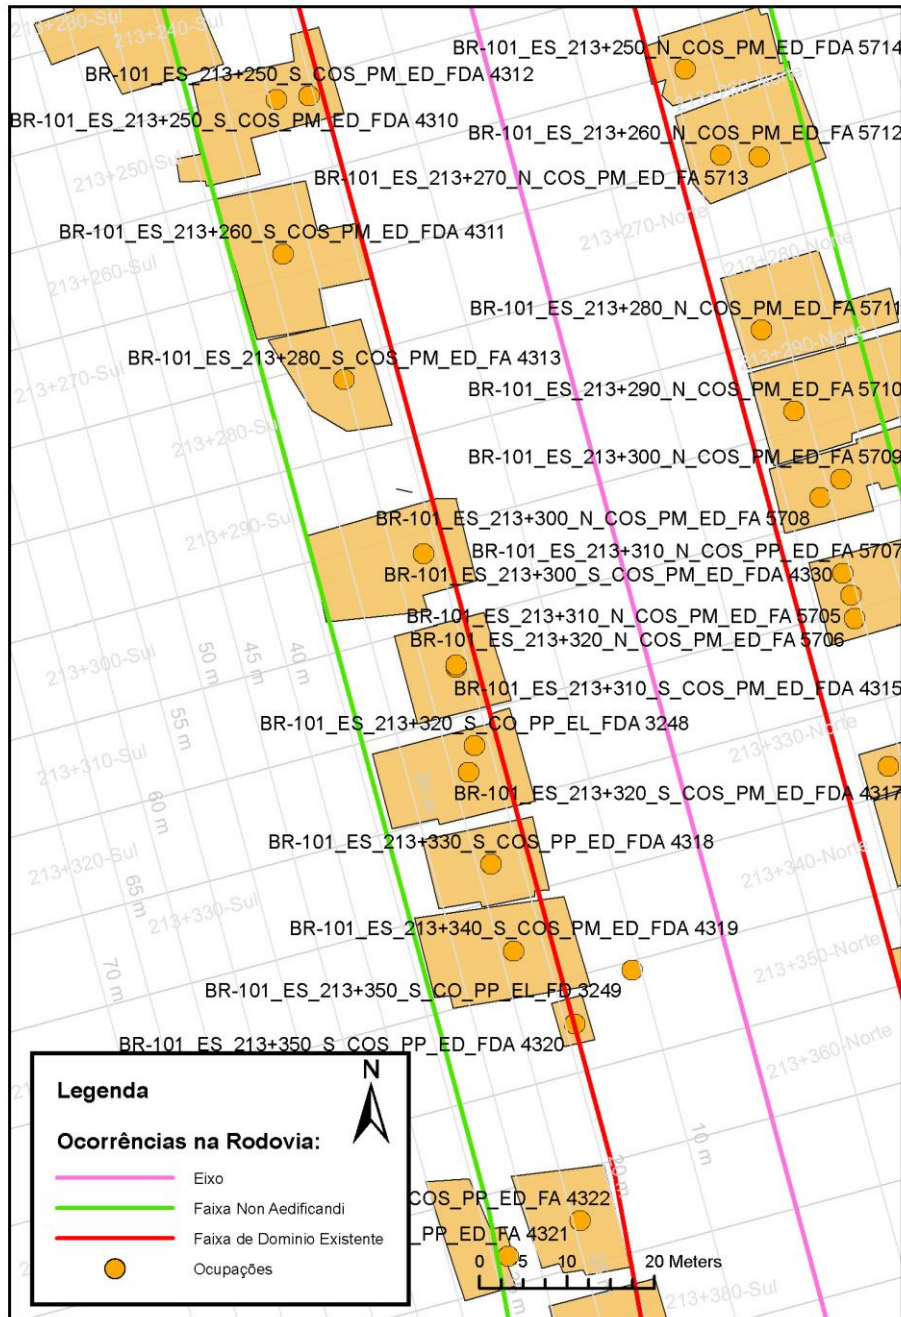 213+230-Sul
213+240-Sul
BR-101_ES_213+250_N_COS_PM_ED_FDA 5714
BR-101_ES_213+250_S_COS_PM_ED_FDA 4312
BR-101_ES_213+250_S_COS_PM_ED_FDA 4310
BR-101_ES_213+260_N_COS_PM_ED_FA 5712
213+250-Sul
BR-101_ES_213+270_N_COS_PM_ED_FA 5713
BR-101_ES_213+260_S_COS_PM_ED_FDA 4311
213+270-Norte
213+280-Norte
213+260-Sul
BR-101_ES_213+280_N_COS_PM_ED_FA 5711
213+290-Norte
BR-101_ES_213+280_S_COS_PM_ED_FA 4313
213+270-Sul
BR-101_ES_213+290_N_COS_PM_ED_FA 5710
213+280-Sul
BR-101_ES_213+300_N_COS_PM_ED_FA 5709
213+290-Sul
BR-101_ES_213+300_N_COS_PM_ED_FA 5708
BR-101_ES_213+310_N_COS_PP_ED_FA 5707
BR-101_ES_213+300_S_COS_PM_ED_FDA 4330
BR-101_ES_213+310_N_COS_PM_ED_FA 5705
BR-101_ES_213+320_N_COS_PM_ED_FA 5706
213+300-Sul
50 m
45 m
40 m
BR-101_ES_213+310_S_COS_PM_ED_FDA 4315
55 m
BR-101_ES_213+320_S_CO_PP_EL_FDA 3248
213+330-Norte
213+310-Sul
BR-101_ES_213+320_S_COS_PM_ED_FDA 4317
60 m
BR-101_ES_213+330_S_COS_PP_ED_FDA 4318
213+320-Sul
213+340-Norte
65 m
213+330-Sul
BR-101_ES_213+340_S_COS_PM_ED_FDA 4319
213+350-Norte
70 m
BR-101_ES_213+350_S_CO_PP_EL_FD 3249
BR-101_ES_213+350_S_COS_PP_ED_FDA 4320
213+360-Norte
N
Legenda
Ocorrências na Rodovia:
Eixo
Faixa Non Aedificandi
Faixa de Dominio Existente
Ocupações
10 m
20 m
COS_PP_ED_FA 4322
PP_ED_FA 4321
0 5 10 20 Meters
213+380-Sul